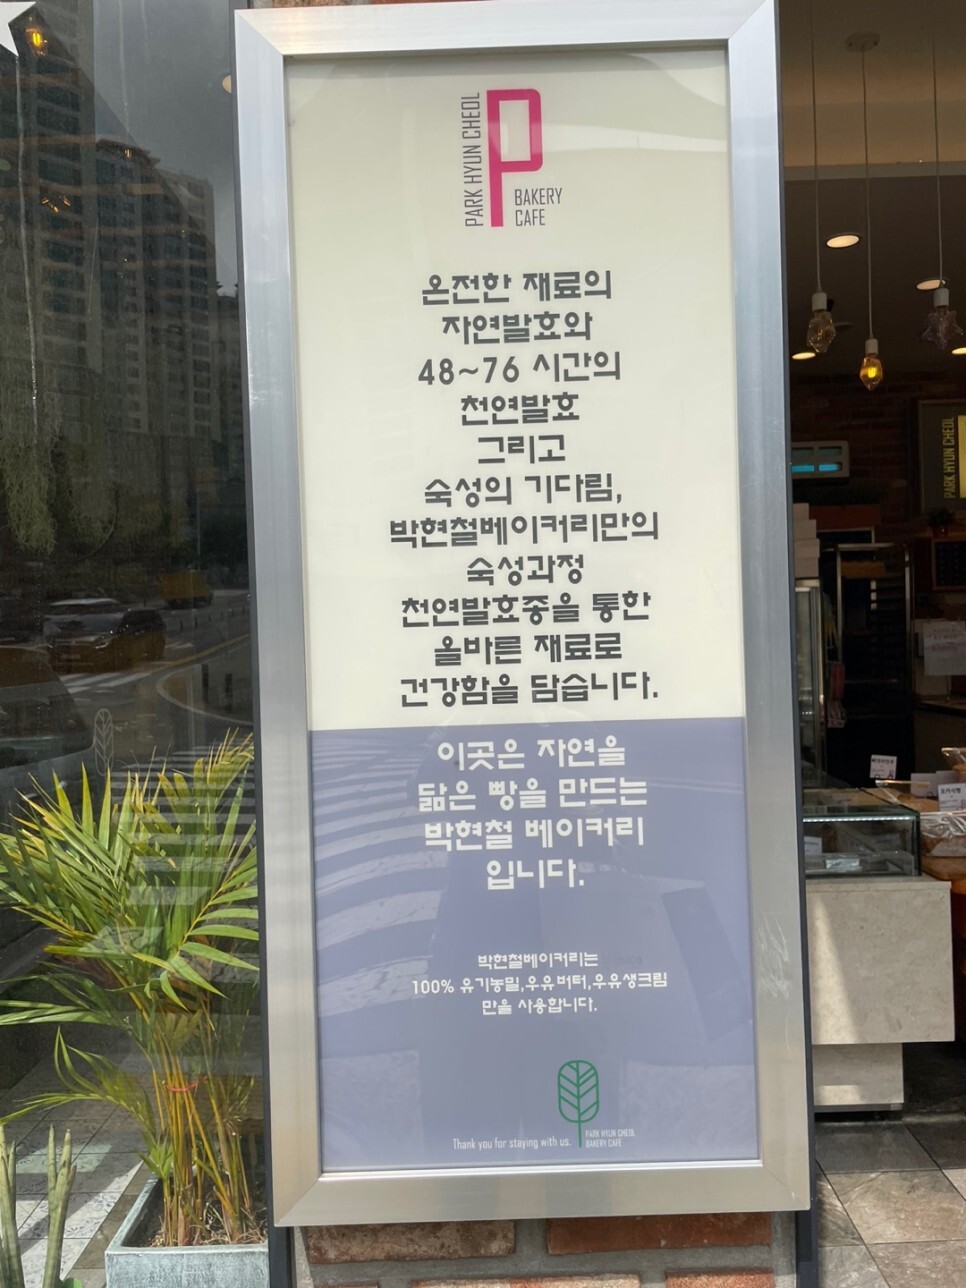 PARK HYUN CHEOL
P
BAKERY
CAFE
온전한 재료의
자연발효와
48~76 시간의
천연발효
그리고
숙성의 기다림,
박현철베이커리만의
숙성과정
천연발효종을 통한
올바른 재료로
건강함을 담습니다.
이곳은 자연을
닮은 빵을 만드는
박현철 베이커리
입니다.
박현철베이커리는
100% 유기농밀,우유버터,우유생크림
만을 사용합니다.
Thank you for staying with us.
PARK HYUN CHEOL
BAKERY CAFE
PARK HYUN CHEOL